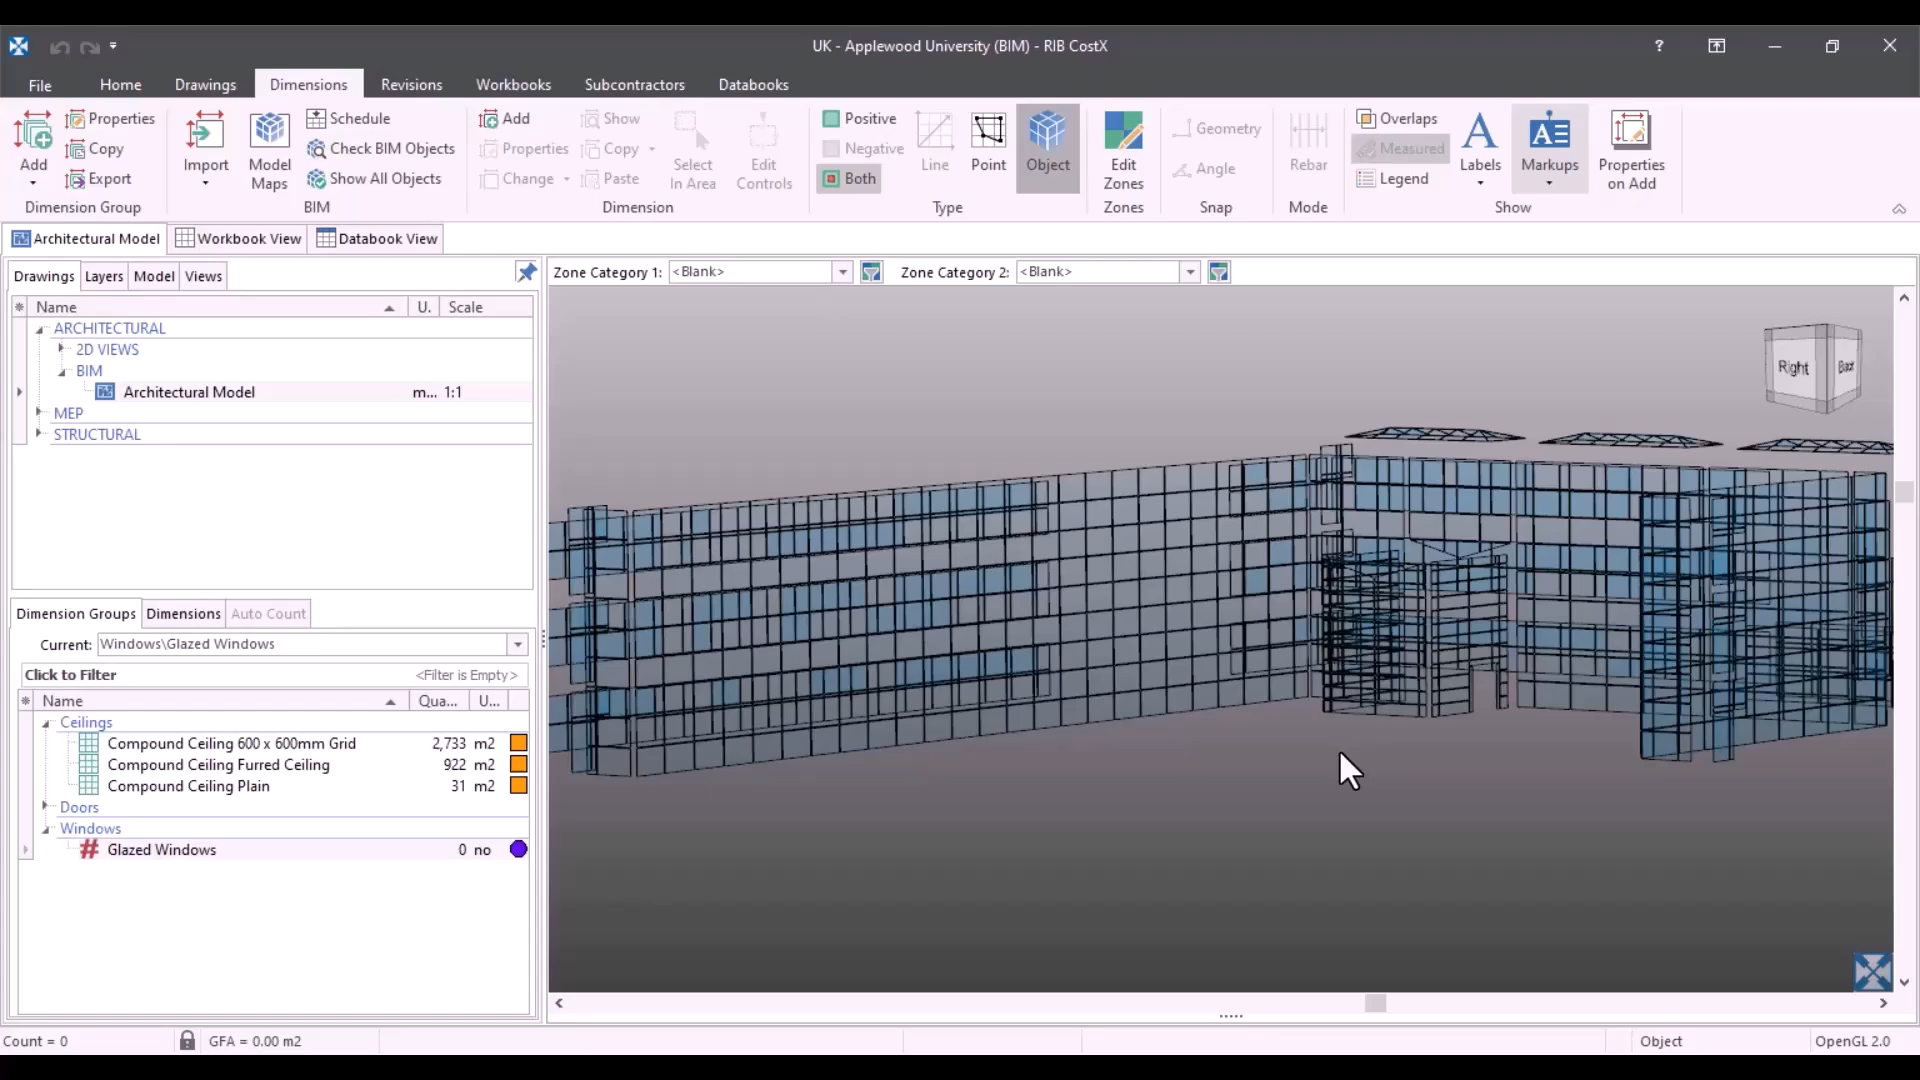 UK - Applewood University (BIM) - RIB CostX
?
File Home Drawings Dimensions Revisions Workbooks Subcontractors Databooks
Add
Properties
Copy
Export
Dimension Group
Import
Model
Maps
Schedule
Check BIM Objects
Show All Objects
BIM
Add
Properties
Change
Show
Copy
Paste
Select
In Area
Edit
Controls
Dimension
Positive
Negative
Both
Line
Point
Object
Type
Edit
Zones
Zones
Geometry
Angle
Snap
Rebar
Mode
Overlaps
Measured
Legend
Labels
Markups
Properties
on Add
Show
Architectural Model Workbook View Databook View
Drawings Layers Model Views
Zone Category 1: <Blank> Zone Category 2: <Blank>
Name U. Scale
ARCHITECTURAL
2D VIEWS
BIM
Architectural Model m... 1:1
MEP
STRUCTURAL
Right Back
Dimension Groups Dimensions Auto Count
Current: Windows\Glazed Windows
Click to Filter <Filter is Empty>
Name Qua... U...
Ceilings
Compound Ceiling 600 x 600mm Grid 2,733 m2
Compound Ceiling Furred Ceiling 922 m2
Compound Ceiling Plain 31 m2
Doors
Windows
# Glazed Windows 0 no
Count = 0 GFA = 0.00 m2 Object OpenGL 2.0